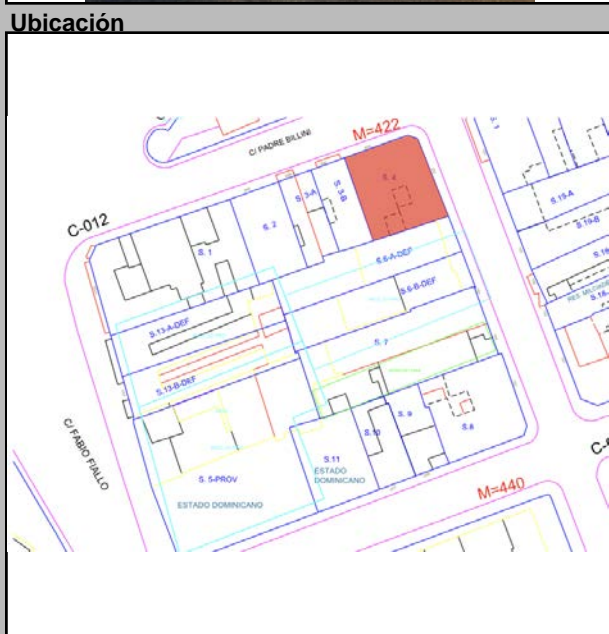 Ubicación
C/ PADRE BILLINI
M=422
C-012
S. 4
S. 3-A
S. 3-B
S. 2
S. 1
S.19-A
S.19-B
S.6-A-DEF
S.6-B-DEF
S.13-A-DEF
S. 7
S.13-B-DEF
C/ FABIO FIALLO
S. 9
S.10
S.8
S.11
ESTADO
DOMINICANO
S. 5-PROV
ESTADO DOMINICANO
M=440